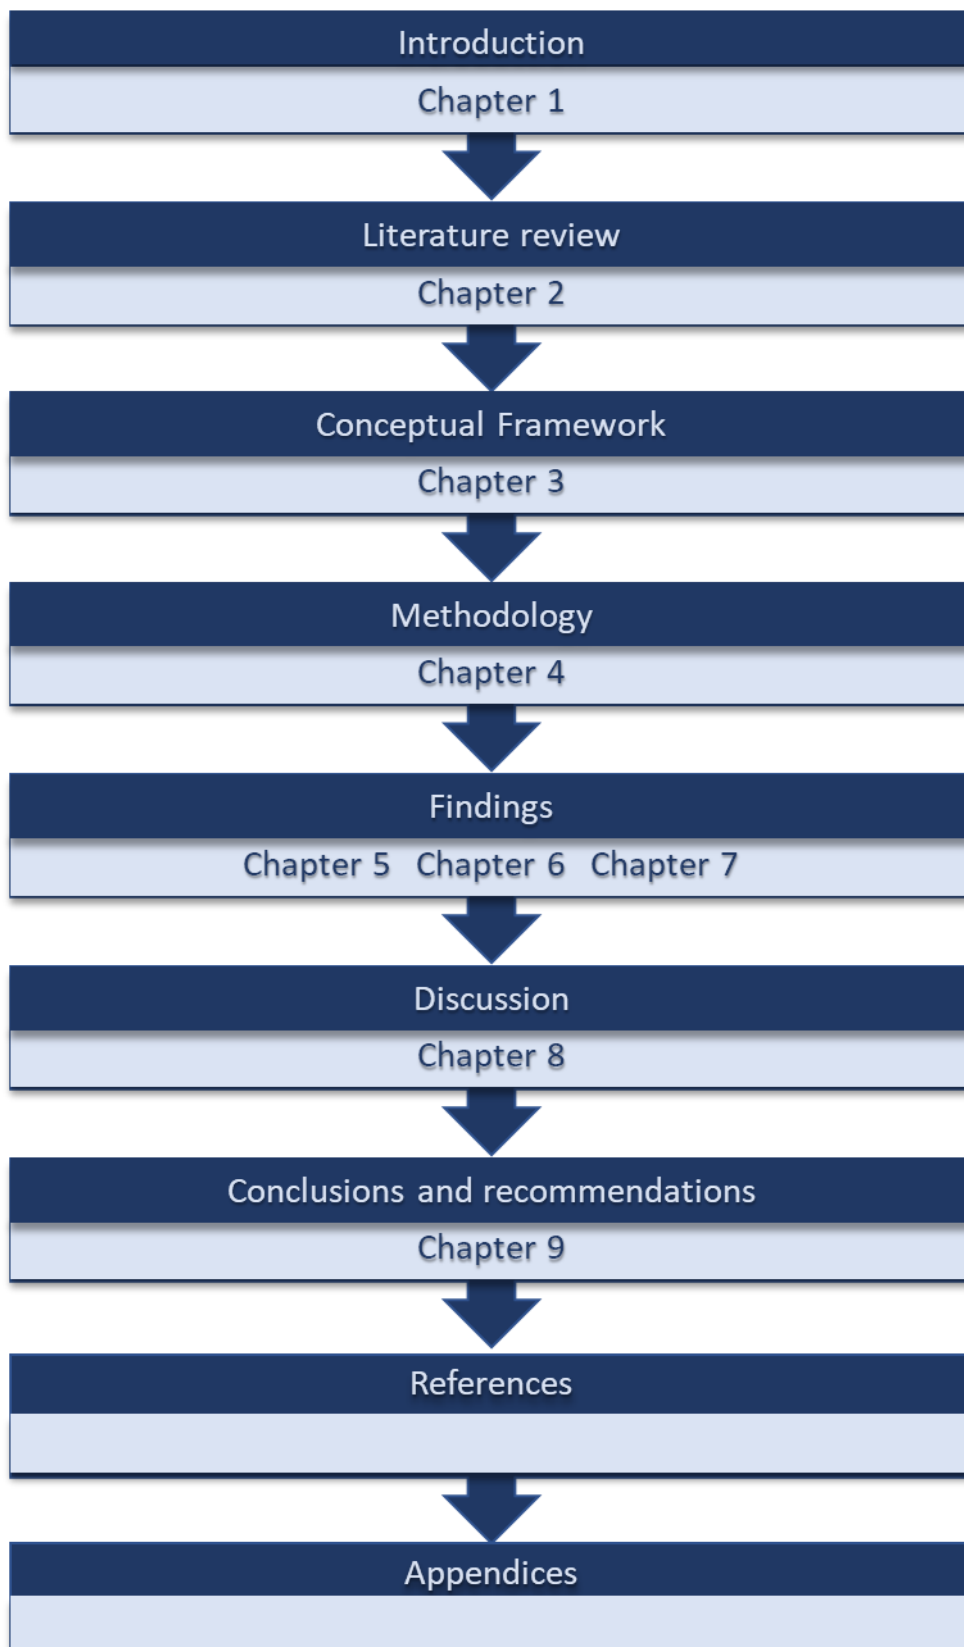 Introduction
Chapter 1
Literature review
Chapter 2
Conceptual Framework
Chapter 3
Methodology
Chapter 4
Findings
Chapter 5 Chapter 6 Chapter 7
Discussion
Chapter 8
Conclusions and recommendations
Chapter 9
References
Appendices